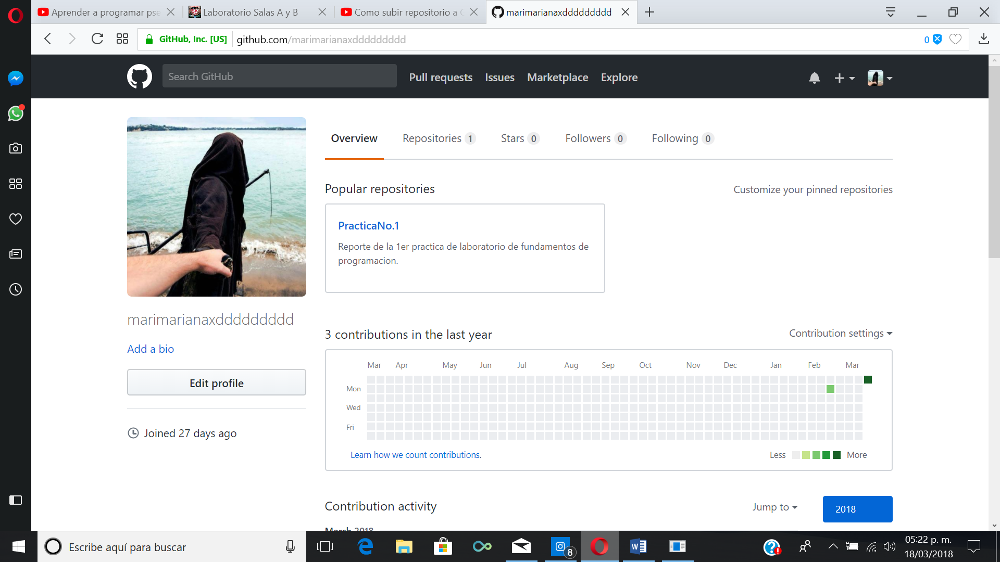 Aprender a programar pse
Laboratorio Salas A y B
Como subir repositorio a
marimarianaxddddddddd
GitHub, Inc. [US]
github.com/marimarianaxddddddddd
0
Search GitHub
Pull requests
Issues
Marketplace
Explore
Overview
Repositories 1
Stars 0
Followers 0
Following 0
Popular repositories
Customize your pinned repositories
PracticaNo.1
Reporte de la 1er practica de laboratorio de fundamentos de
programacion.
marimarianaxddddddddd
Add a bio
Edit profile
Joined 27 days ago
3 contributions in the last year
Contribution settings
Mar Apr May Jun Jul Aug Sep Oct Nov Dec Jan Feb Mar
Mon
Wed
Fri
Learn how we count contributions.
Less
More
Contribution activity
Jump to
2018
March 2018
Escribe aquí para buscar
8
05:22 p. m.
18/03/2018